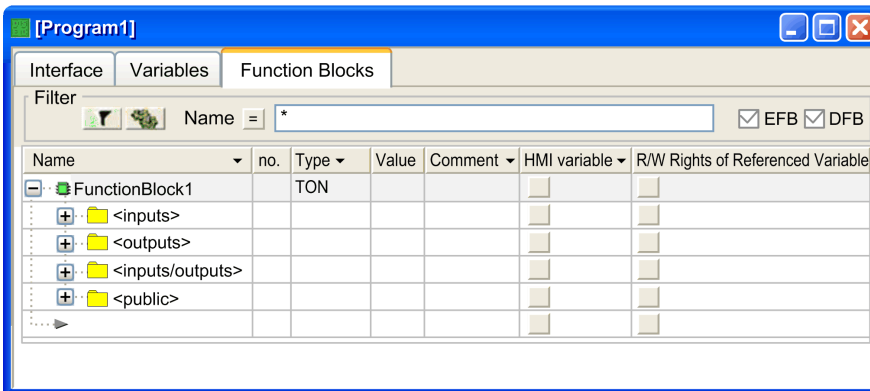 [Program1]
Interface Variables Function Blocks
Filter
Name = * EFB DFB
Name no. Type Value Comment HMI variable R/W Rights of Referenced Variable
FunctionBlock1 TON
<inputs>
<outputs>
<inputs/outputs>
<public>